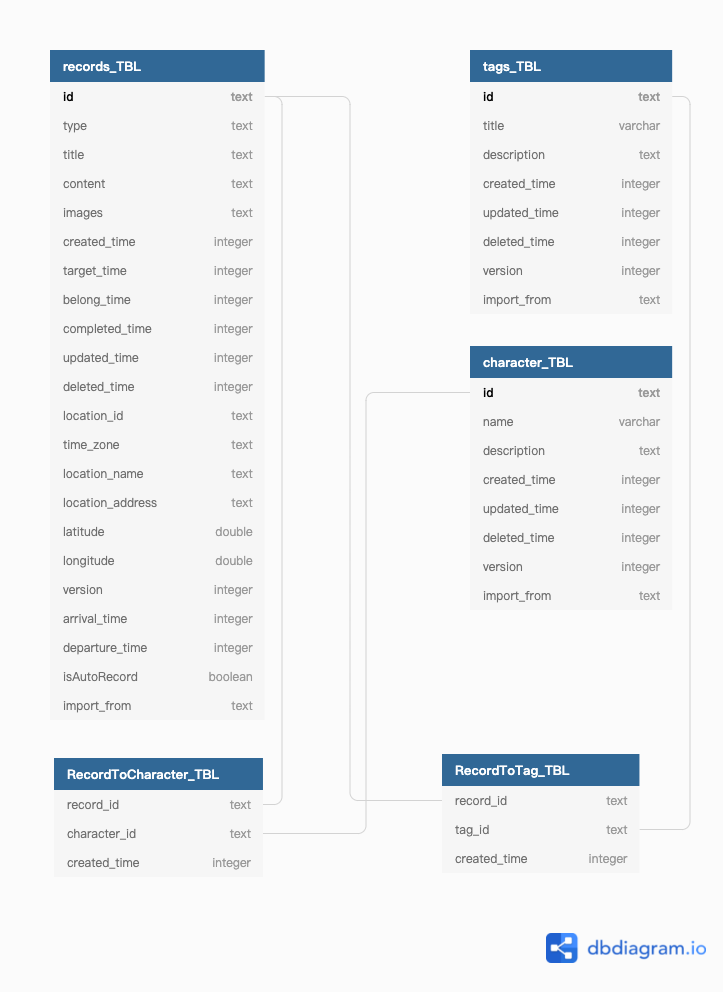 records_TBL
id text
type text
title text
content text
images text
created_time integer
target_time integer
belong_time integer
completed_time integer
updated_time integer
deleted_time integer
location_id text
time_zone text
location_name text
location_address text
latitude double
longitude double
version integer
arrival_time integer
departure_time integer
isAutoRecord boolean
import_from text
tags_TBL
id text
title varchar
description text
created_time integer
updated_time integer
deleted_time integer
version integer
import_from text
character_TBL
id text
name varchar
description text
created_time integer
updated_time integer
deleted_time integer
version integer
import_from text
RecordToCharacter_TBL
record_id text
character_id text
created_time integer
RecordToTag_TBL
record_id text
tag_id text
created_time integer
dbdiagram.io